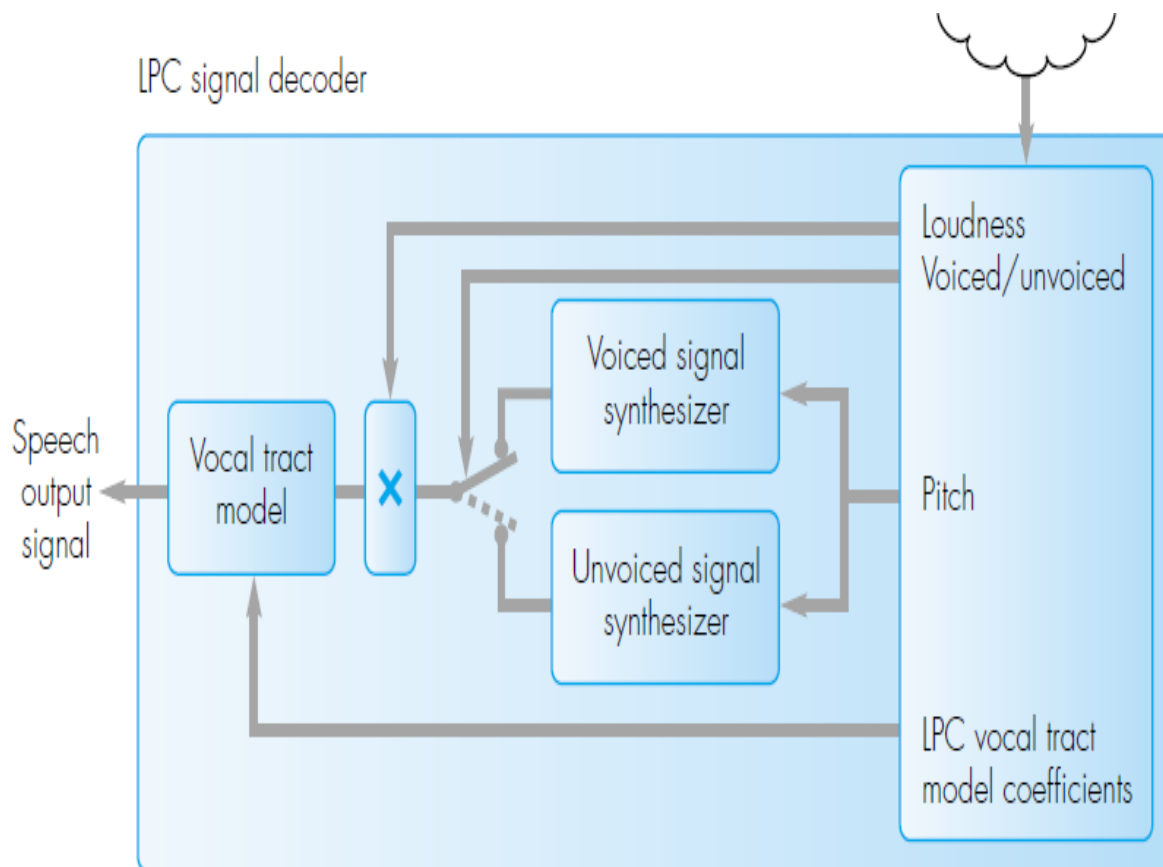 LPC signal decoder
Loudness
Voiced/unvoiced
Voiced signal
synthesizer
Speech
output
signal
Vocal tract
model
×
Pitch
Unvoiced signal
synthesizer
LPC vocal tract
model coefficients